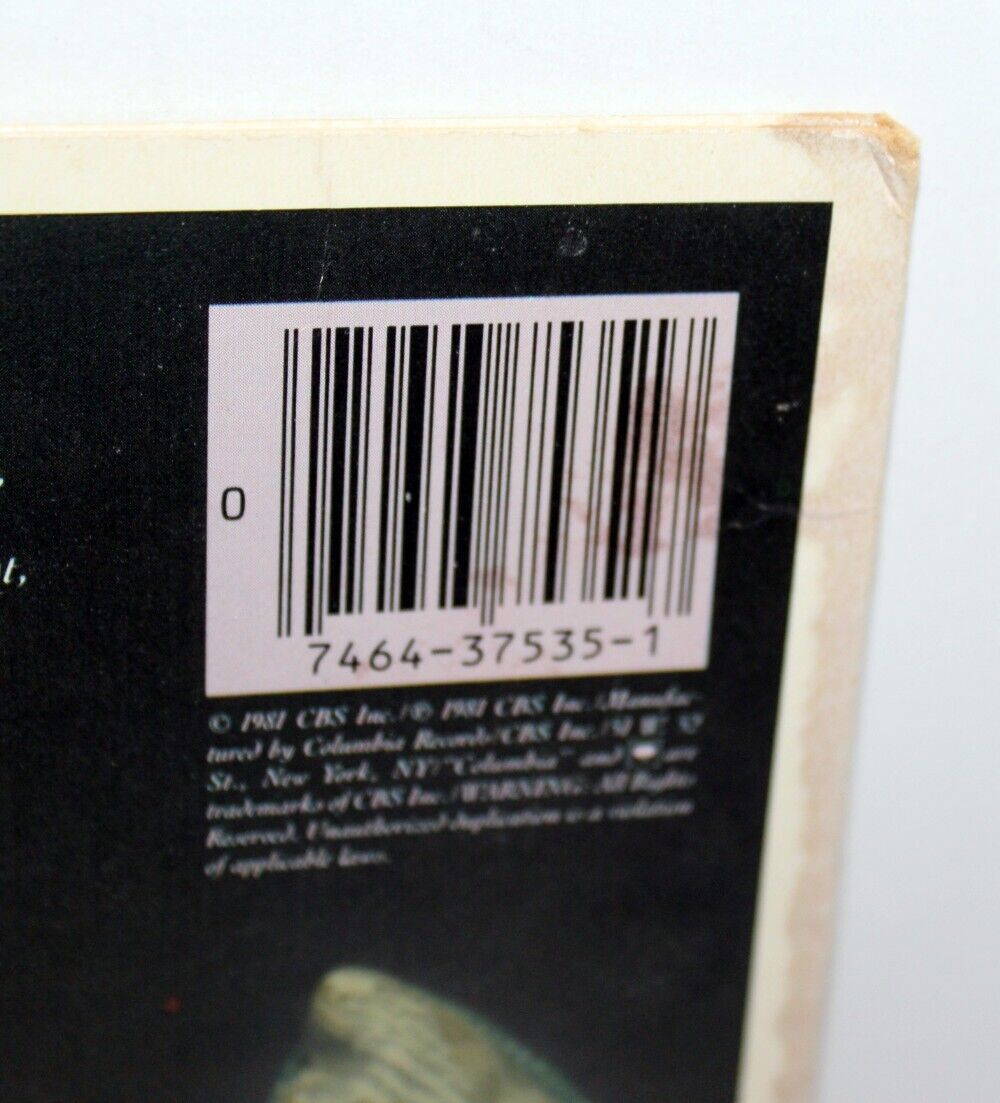 t,
0
7464-37535-1
© 1981 CBS Inc./℗ 1981 CBS Inc./Manufac-
tured by Columbia Records/CBS Inc./51 W. 52
St., New York, NY/"Columbia" and are
trademarks of CBS Inc./WARNING: All Rights
Reserved. Unauthorized duplication is a violation
of applicable laws.